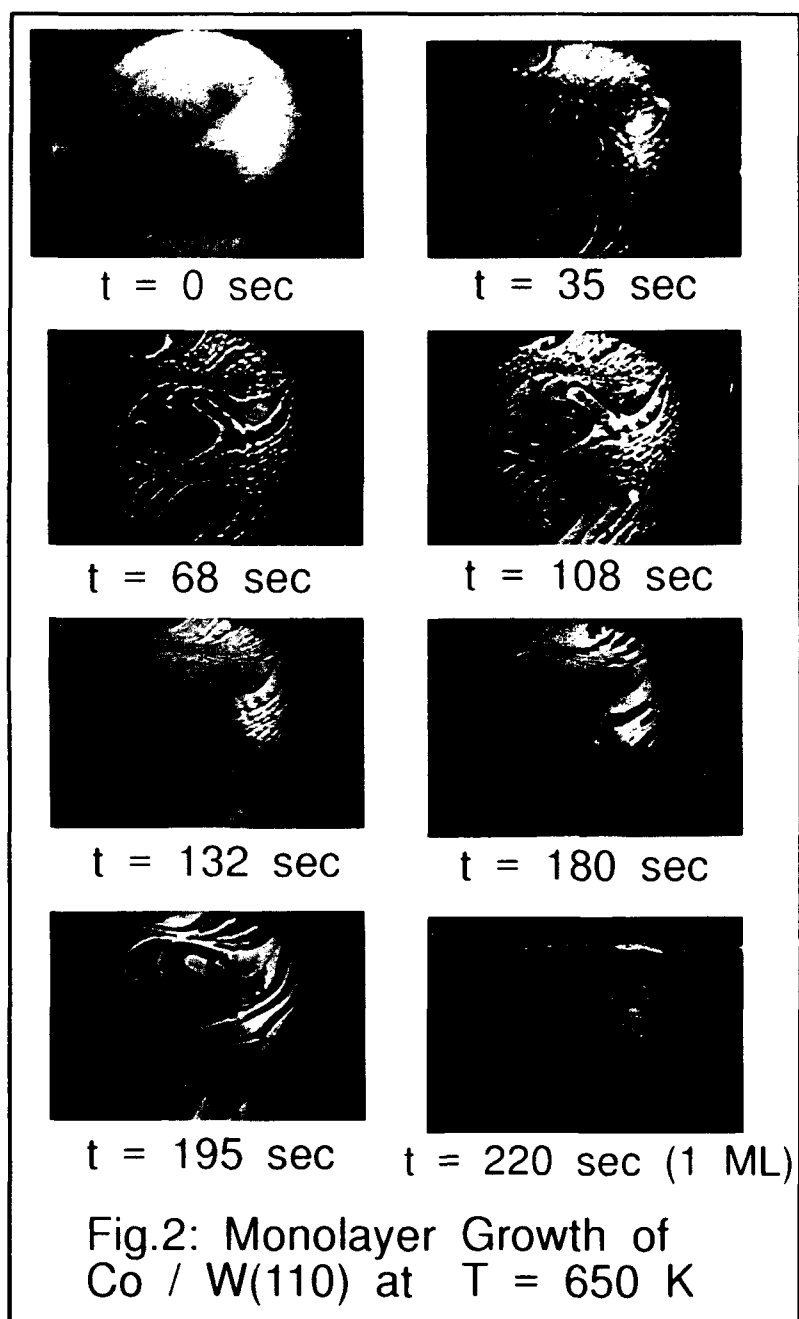 t = 0 sec
t = 35 sec
t = 68 sec
t = 108 sec
t = 132 sec
t = 180 sec
t = 195 sec
t = 220 sec (1 ML)
Fig.2: Monolayer Growth of
Co / W(110) at T = 650 K